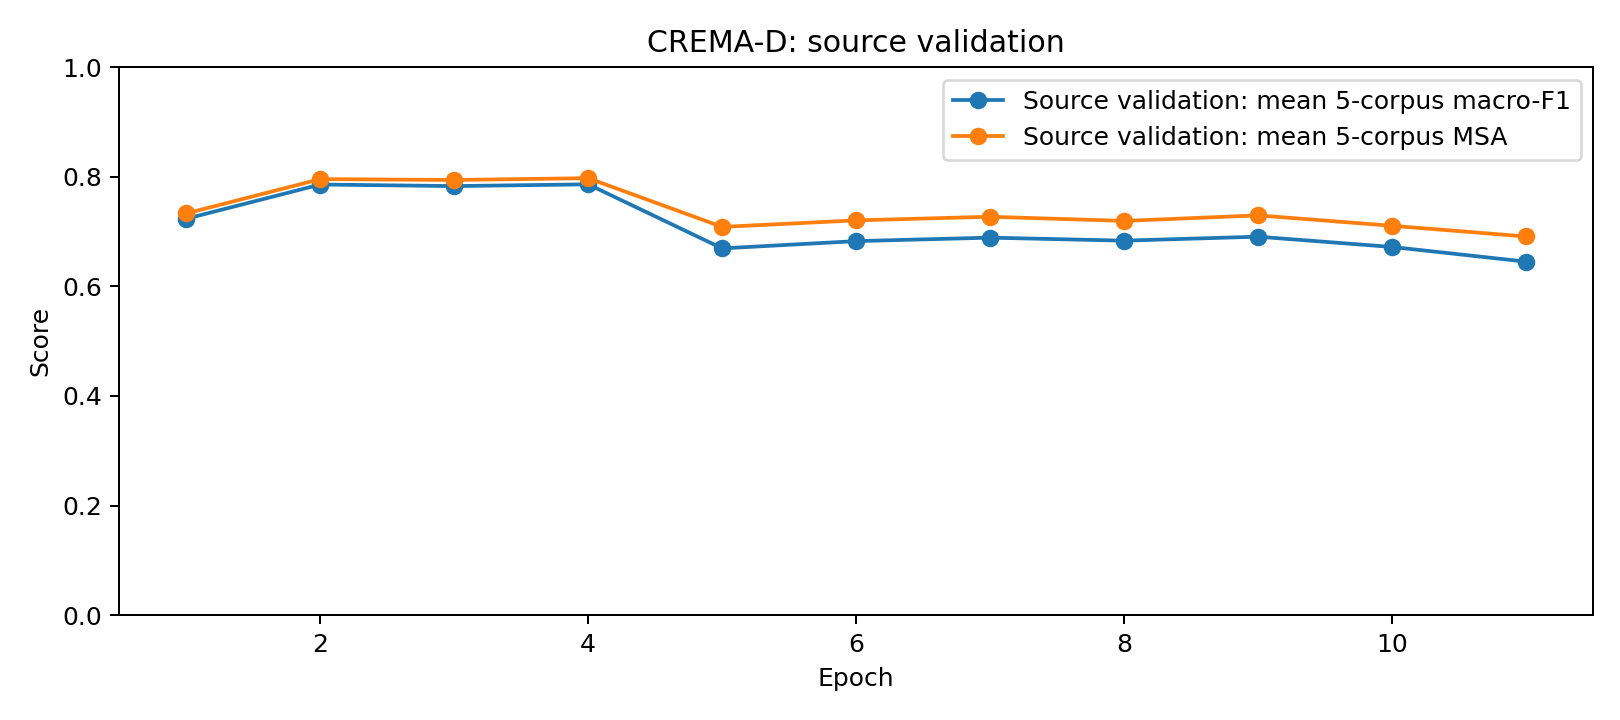 CREMA-D: source validation
1.0
0.8
0.6
0.4
0.2
0.0
Score
Source validation: mean 5-corpus macro-F1
Source validation: mean 5-corpus MSA
2
4
6
8
10
Epoch